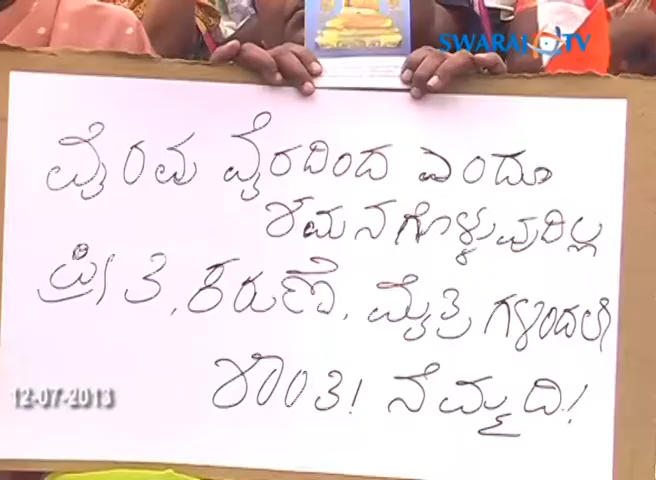 SWARAJ TV
ವೈರವು ವೈರದಿಂದ ಎಂದೂ
ಶಮನಗೊಳ್ಳುವುದಿಲ್ಲ
ಪ್ರೀತಿ, ಕರುಣೆ, ಮೈತ್ರಿಗಳಿಂದಲೇ
ಶಾಂತಿ! ನೆಮ್ಮದಿ!
12-07-2013